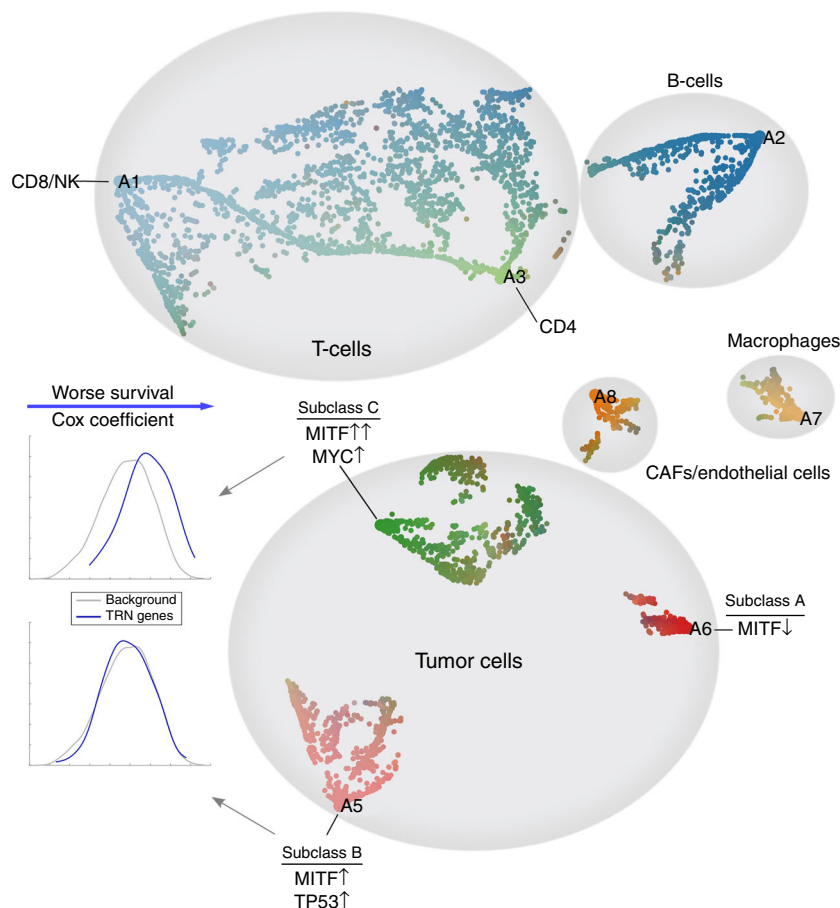 B-cells
A2
CD8/NK
A1
A3
CD4
T-cells
Macrophages
A7
A8
CAFs/endothelial cells
Worse survival
Cox coefficient
Subclass C
MITF↑↑
MYC↑
Background
TRN genes
Subclass A
A6
MITF↓
Tumor cells
A5
Subclass B
MITF↑
TP53↑